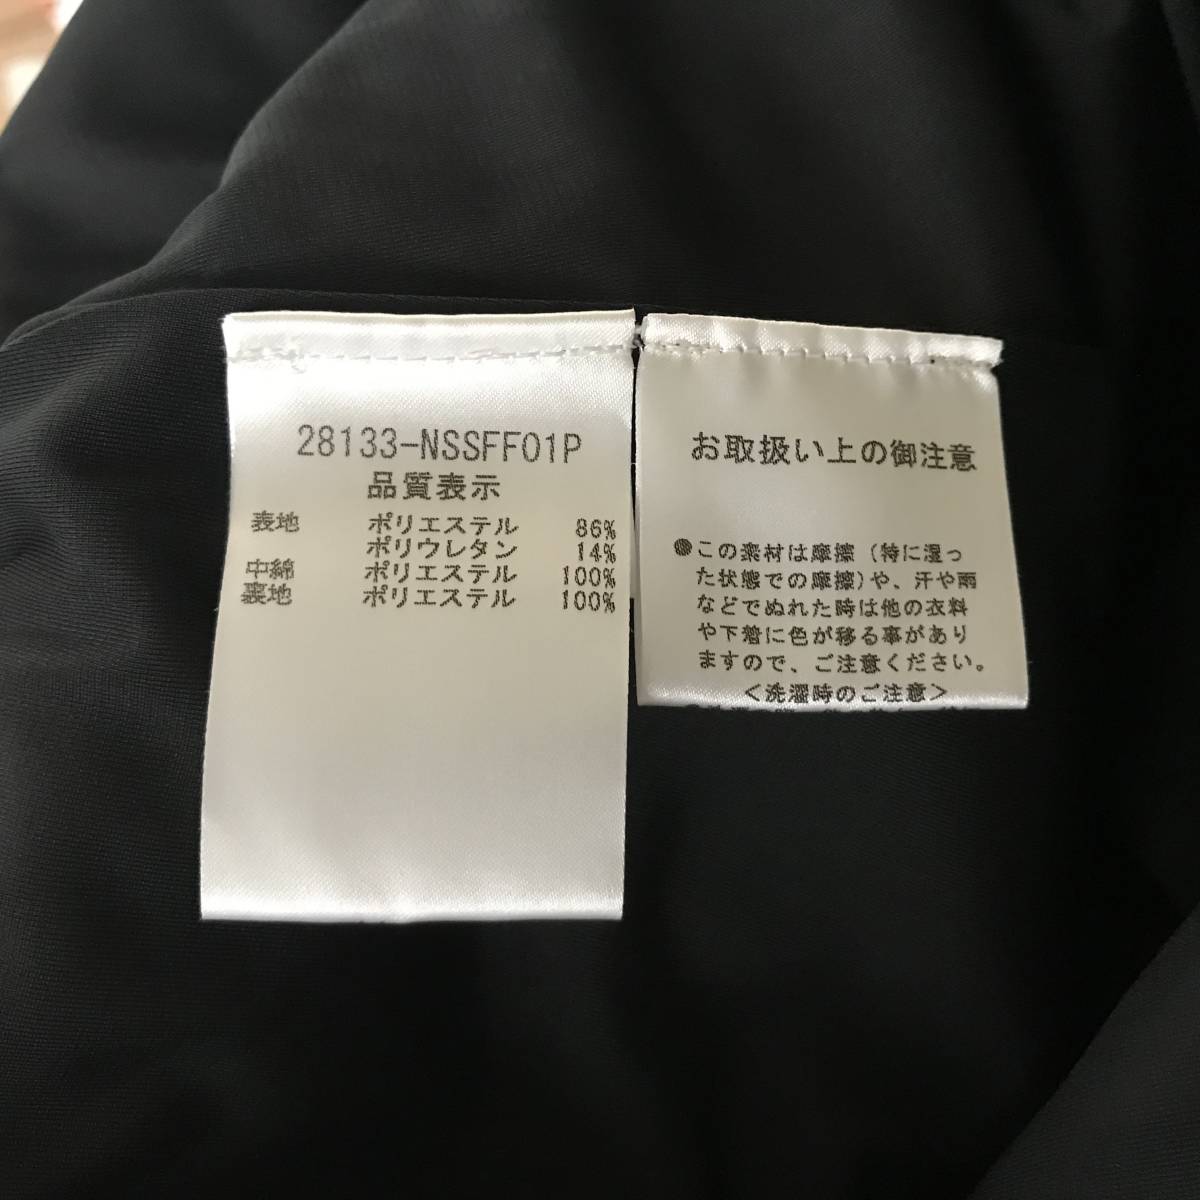 28133-NSSFF01P
品質表示
表地 ポリエステル 86%
ポリウレタン 14%
中綿 ポリエステル 100%
裏地 ポリエステル 100%
お取扱い上の御注意
●この素材は摩擦(特に湿っ
た状態での摩擦)や、汗や雨
などでぬれた時は他の衣料
や下着に色が移る事があり
ますので、ご注意ください。
<洗濯時のご注意>